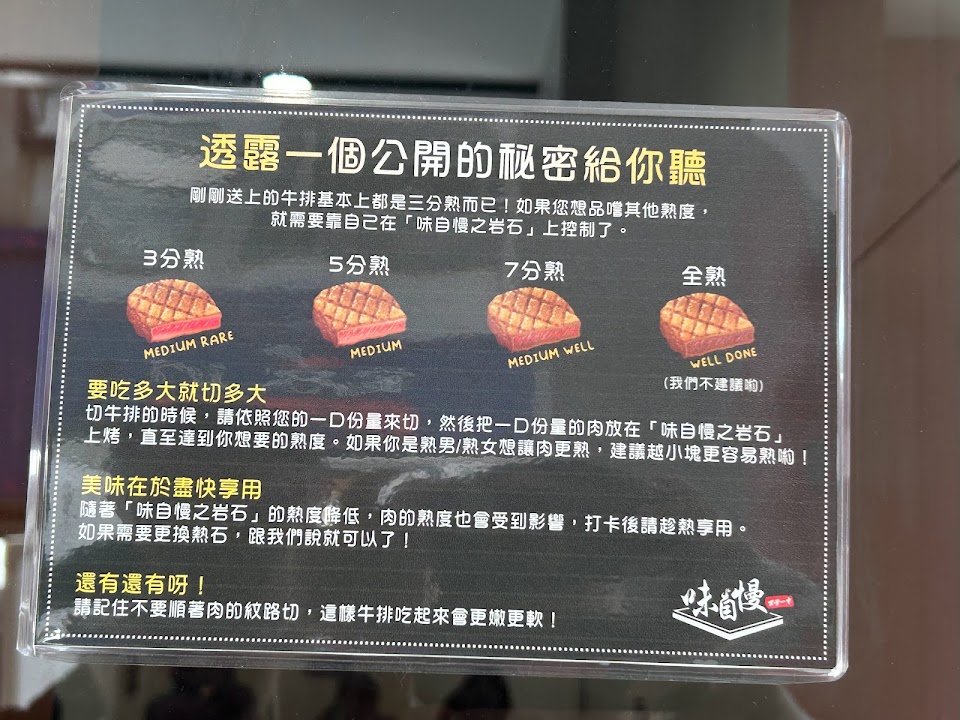 透露一個公開的秘密給你聽
剛剛送上的牛排基本上都是三分熟而已！如果您想品嚐其他熟度，
就需要靠自己在「味自慢之岩石」上控制了。
3分熟 5分熟 7分熟 全熟
MEDIUM RARE MEDIUM MEDIUM WELL WELL DONE
(我們不建議喲)
要吃多大就切多大
切牛排的時候，請依照您的一口份量來切，然後把一口份量的肉放在「味自慢之岩石」
上烤，直至達到你想要的熟度。如果你是熟男/熟女想讓肉更熟，建議越小塊更容易熟喲！
美味在於盡快享用
隨著「味自慢之岩石」的熱度降低，肉的熱度也會受到影響，打卡後請趁熱享用。
如果需要更換熱石，跟我們說就可以了！
還有還有呀！
請記住不要順著肉的紋路切，這樣牛排吃起來會更嫩更軟！
味自慢